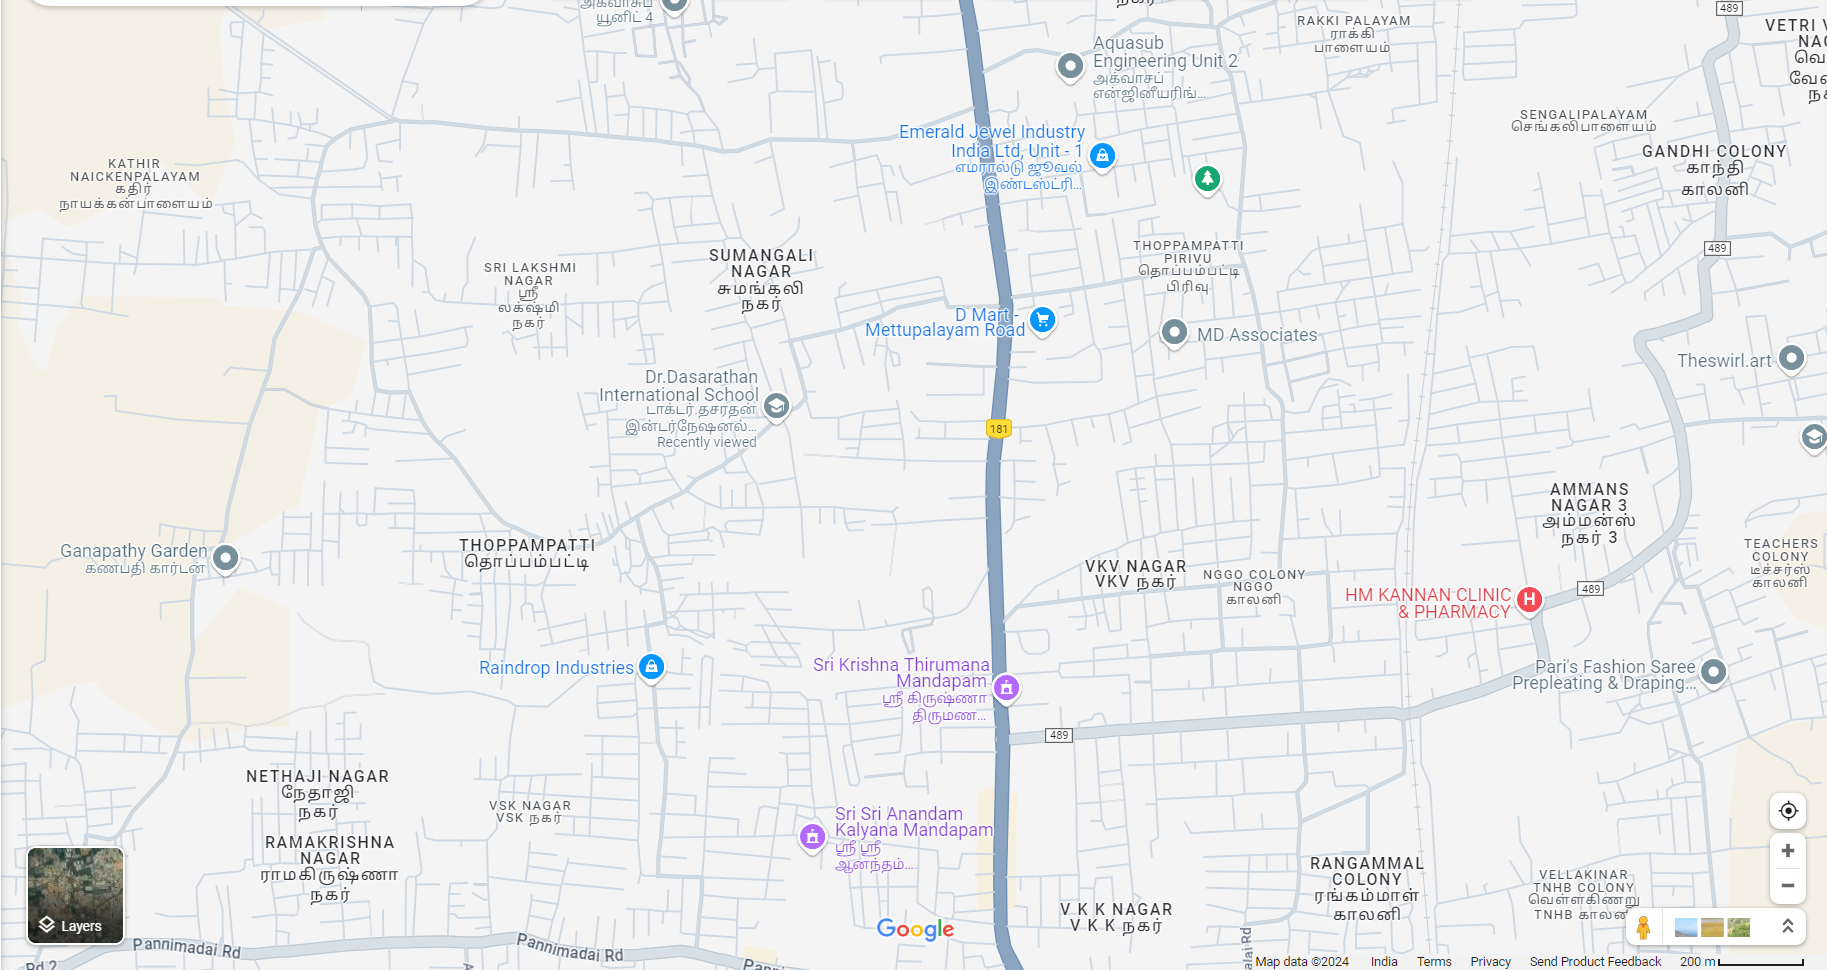 யூனிட் 4
நகர்
Aquasub
Engineering Unit 2
அக்வாசப்
என்ஜினீயரிங்...
RAKKI PALAYAM
ராக்கி
பாளையம்
489
VETRI V
NAG
SENGALIPALAYAM
செங்கலிபாளையம்
GANDHI COLONY
காந்தி
காலனி
489
KATHIR
NAICKENPALAYAM
கதிர்
நாயக்கன்பாளையம்
Emerald Jewel Industry
India Ltd, Unit - 1
எமரால்டு ஜூவல்
இண்டஸ்ட்ரி...
SRI LAKSHMI
NAGAR
ஸ்ரீ
லக்ஷ்மி
நகர்
SUMANGALI
NAGAR
சுமங்கலி
நகர்
THOPPAMPATTI
PIRIVU
தொப்பம்பட்டி
பிரிவு
D Mart -
Mettupalayam Road
MD Associates
Theswirl.art
Dr.Dasarathan
International School
டாக்டர்.தசரதன்
இன்டர்நேஷனல்...
Recently viewed
181
AMMANS
NAGAR 3
அம்மன்ஸ்
நகர் 3
TEACHERS
COLONY
டீச்சர்ஸ்
காலனி
Ganapathy Garden
கணபதி கார்டன்
THOPPAMPATTI
தொப்பம்பட்டி
VKV NAGAR
VKV நகர்
NGGO COLONY
NGGO
காலனி
HM KANNAN CLINIC
& PHARMACY
489
Raindrop Industries
Sri Krishna Thirumana
Mandapam
ஸ்ரீ கிருஷ்ணா
திருமண...
Pari's Fashion Saree
Prepleating & Draping...
489
NETHAJI NAGAR
நேதாஜி
நகர்
VSK NAGAR
VSK நகர்
Sri Sri Anandam
Kalyana Mandapam
ஸ்ரீ ஸ்ரீ
ஆனந்தம்....
RAMAKRISHNA
NAGAR
ராமகிருஷ்ணா
நகர்
RANGAMMAL
COLONY
ரங்கம்மாள்
காலனி
VELLAKINAR
TNHB COLONY
வெள்ளகிணறு
TNHB காலன
V K K NAGAR
V K K நகர்
Layers
Google
Pannimadai Rd
Pannimadai Rd
Rd 2
Map data ©2024 India Terms Privacy Send Product Feedback 200 m